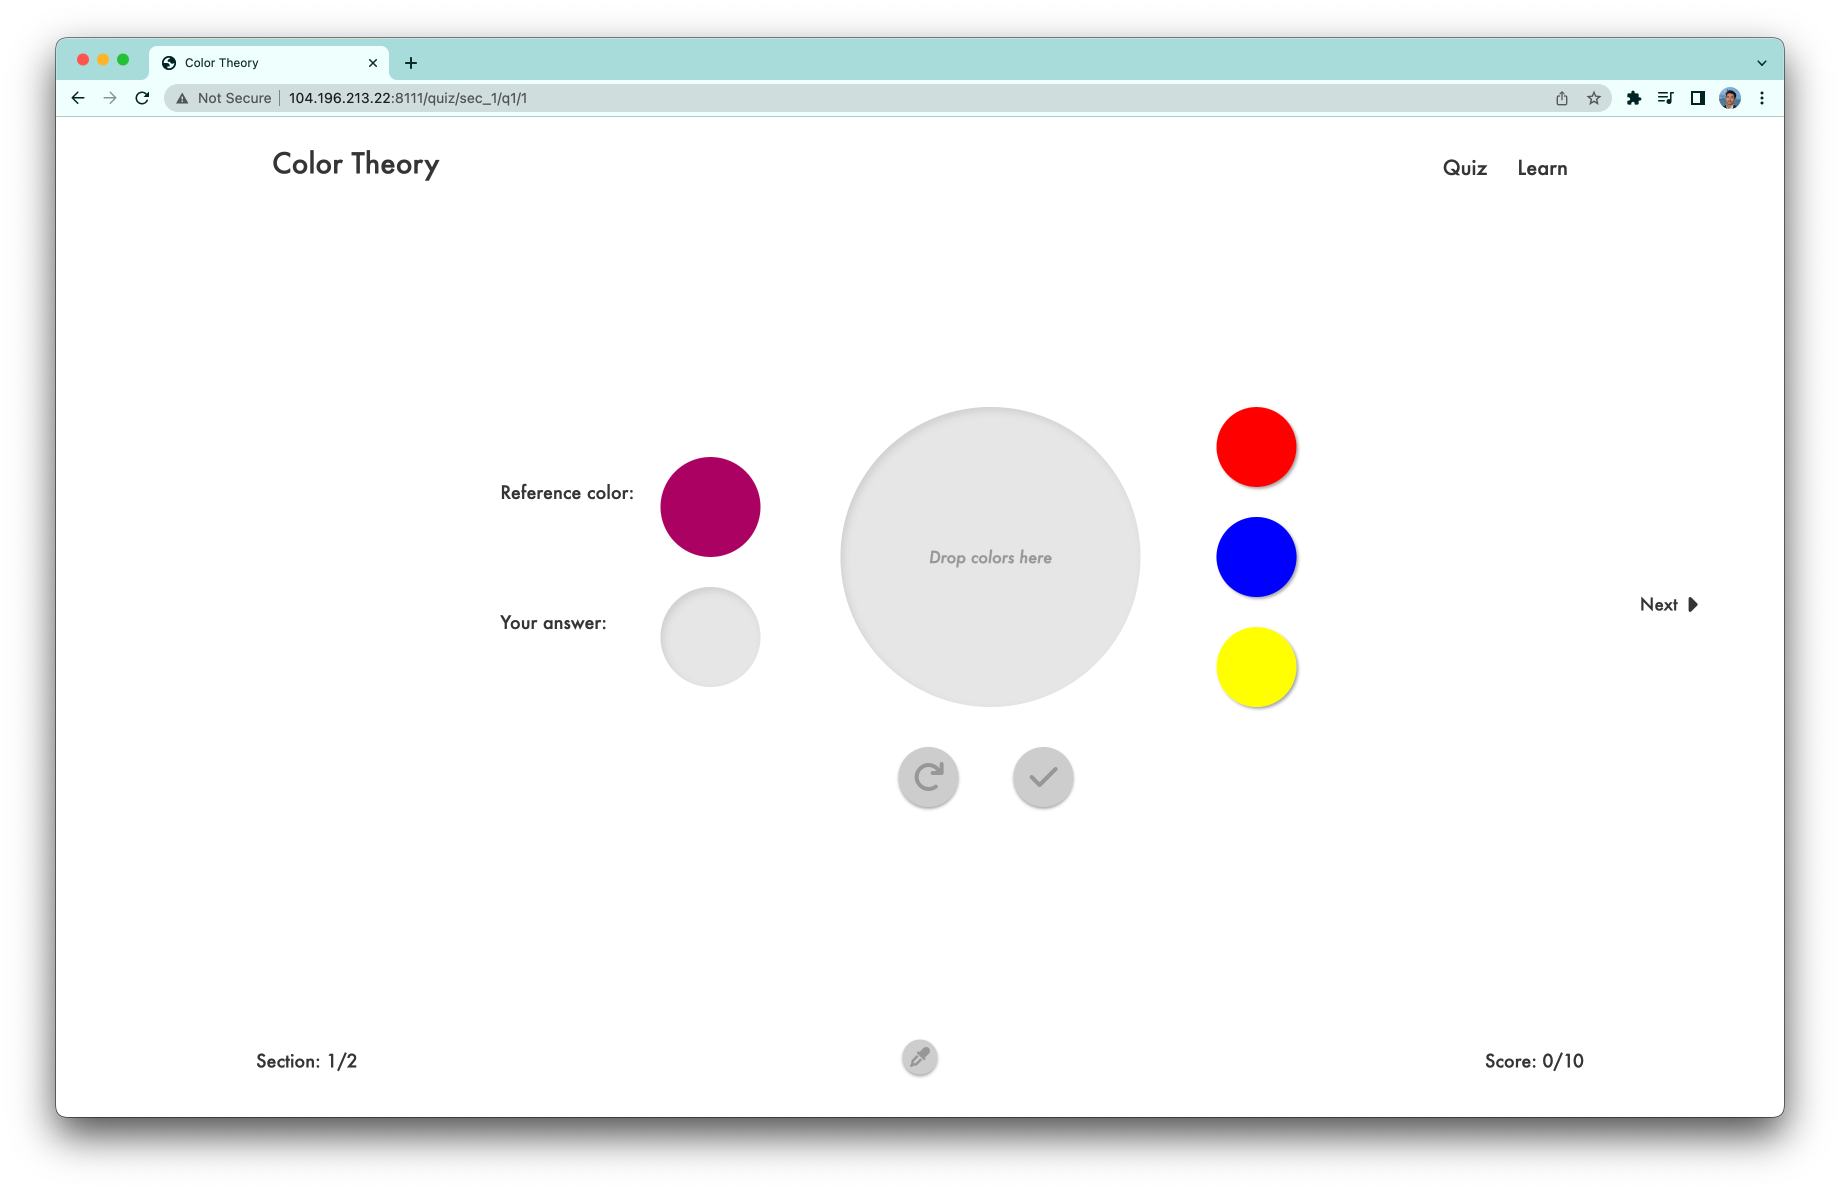 Color Theory
Not Secure
104.196.213.22:8111/quiz/sec_1/q1/1
Color Theory
Quiz
Learn
Reference color:
Drop colors here
Your answer:
Next
Section: 1/2
Score: 0/10